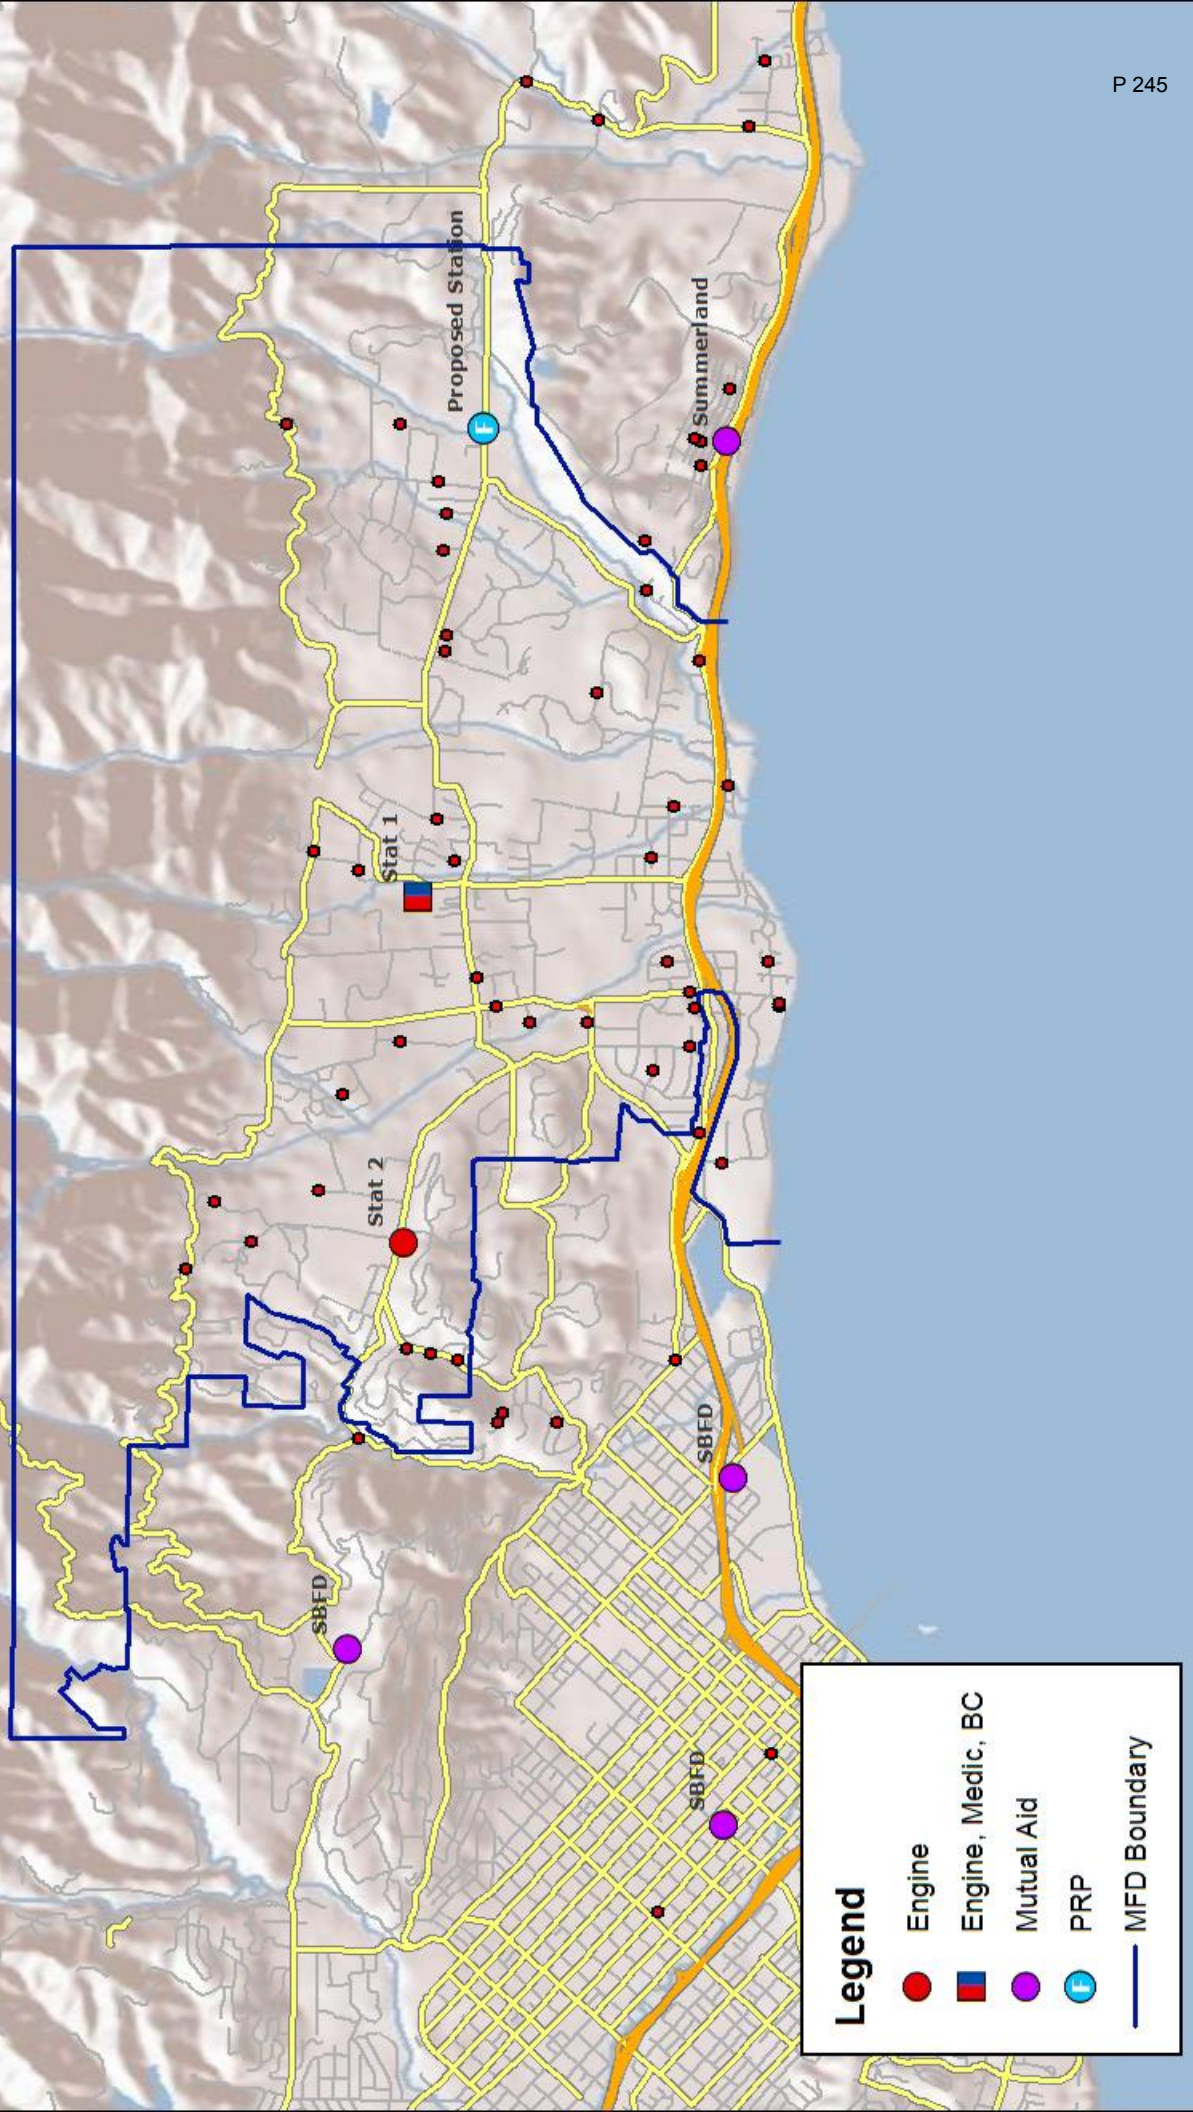 P 245
SBFD
SBFD
SBFD
Stat 2
Stat 1
Proposed Station
F
Summerland
Legend
Engine
Engine, Medic, BC
Mutual Aid
F
PRP
MFD Boundary